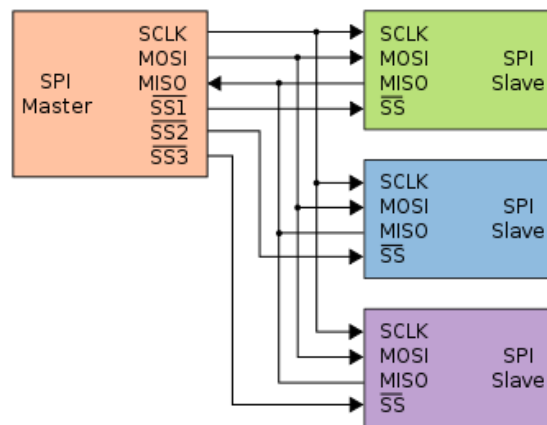 SPI
Master
SCLK
MOSI
MISO
SS1
SS2
SS3
SCLK
MOSI
MISO
SS
SPI
Slave
SCLK
MOSI
MISO
SS
SPI
Slave
SCLK
MOSI
MISO
SS
SPI
Slave